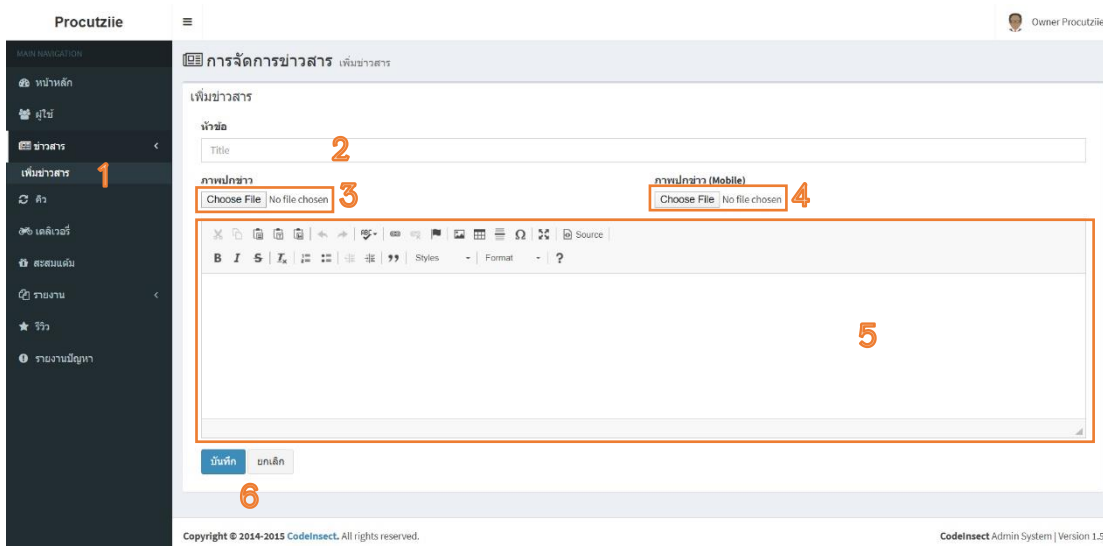 Procutziie
Owner Procutziie
MAIN NAVIGATION
หน้าหลัก
ผู้ใช้
ข่าวสาร
เพิ่มข่าวสาร
1
คิว
เดลิเวอรี่
สะสมแต้ม
รายงาน
รีวิว
รายงานปัญหา
การจัดการข่าวสาร เพิ่มข่าวสาร
เพิ่มข่าวสาร
หัวข้อ
Title
2
ภาพปกข่าว
ภาพปกข่าว (Mobile)
Choose File No file chosen 3
Choose File No file chosen 4
Source
B I S Tx Styles Format ?
5
บันทึก ยกเลิก
6
Copyright © 2014-2015 CodeInsect. All rights reserved.
CodeInsect Admin System | Version 1.5